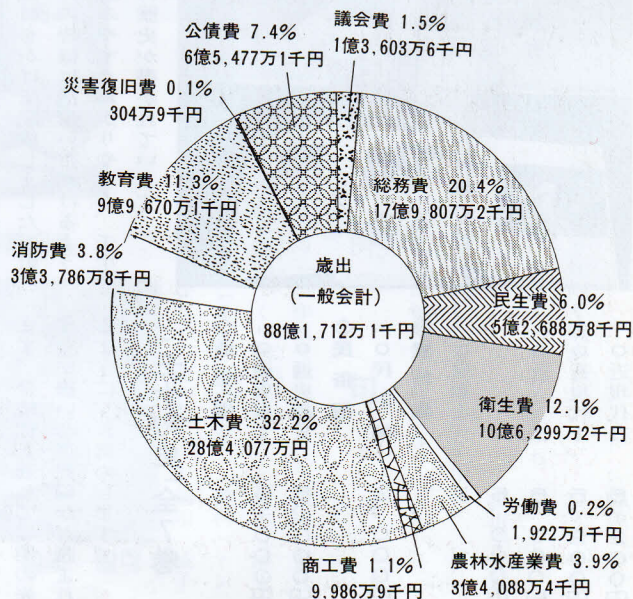 公債費 7.4%
6億5,477万1千円
議会費 1.5%
1億3,603万6千円
災害復旧費 0.1%
304万9千円
教育費 11.3%
9億9,670万1千円
総務費 20.4%
17億9,807万2千円
消防費 3.8%
3億3,786万8千円
歳出
(一般会計)
88億1,712万1千円
民生費 6.0%
5億2,688万8千円
土木費 32.2%
28億4,077万円
衛生費 12.1%
10億6,299万2千円
労働費 0.2%
1,922万1千円
商工費 1.1%
9,986万9千円
農林水産業費 3.9%
3億4,088万4千円